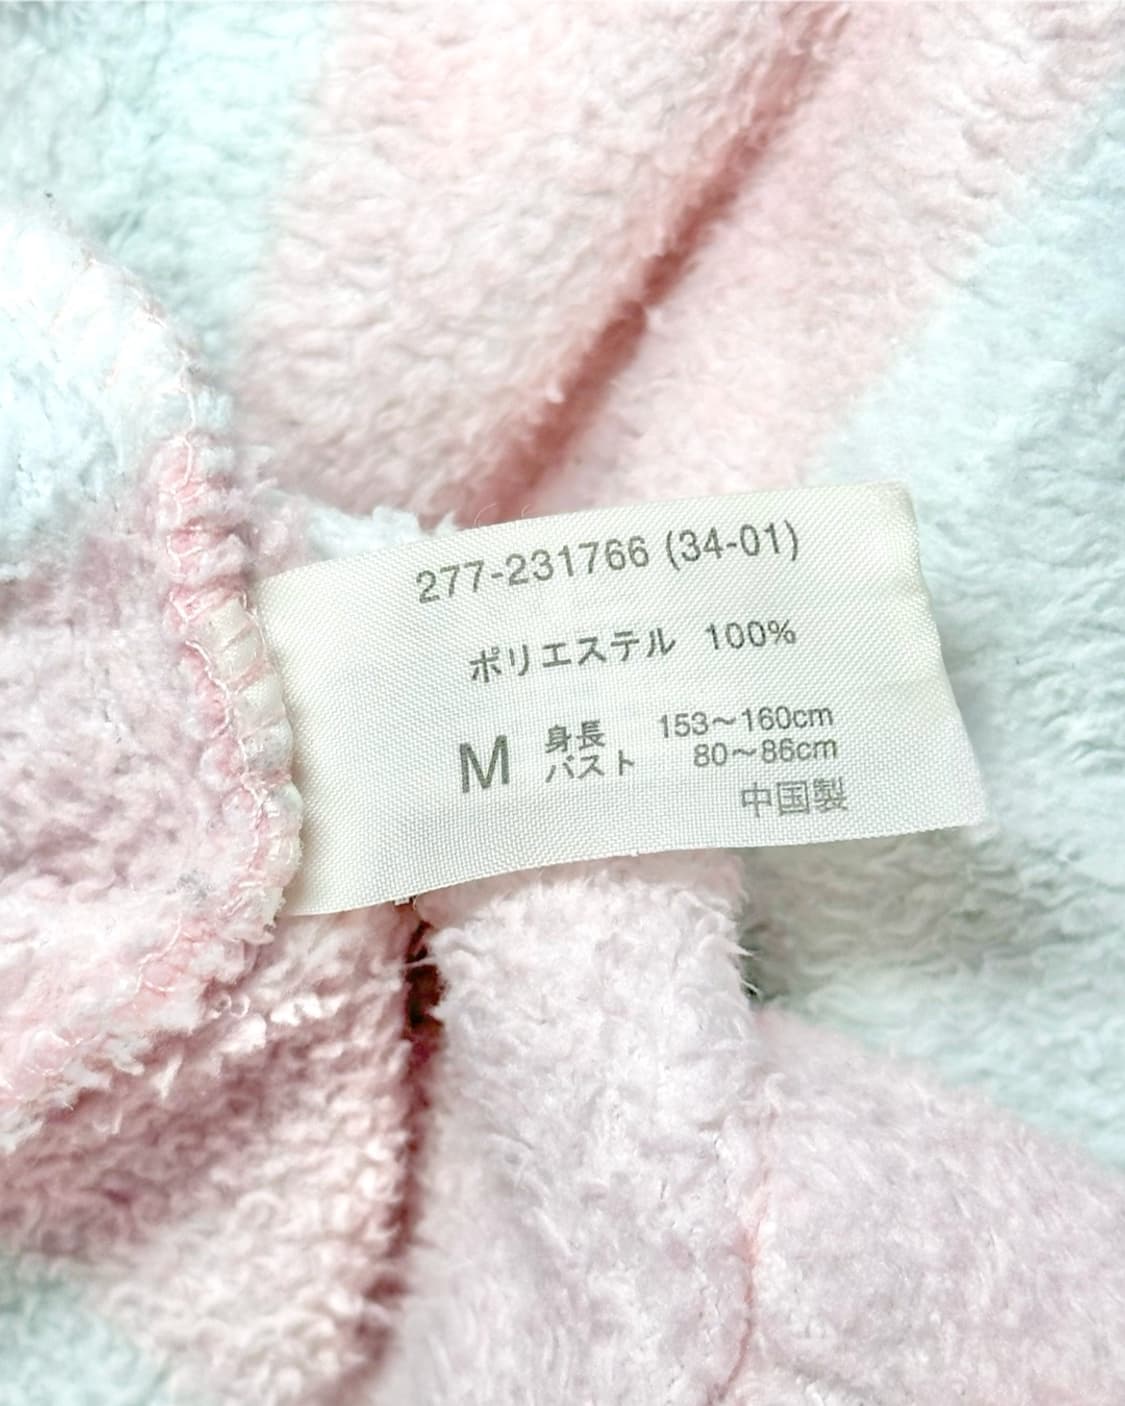 277-231766 (34-01)
ポリエステル 100%
M 身長 153～160cm
バスト 80～86cm
中国製